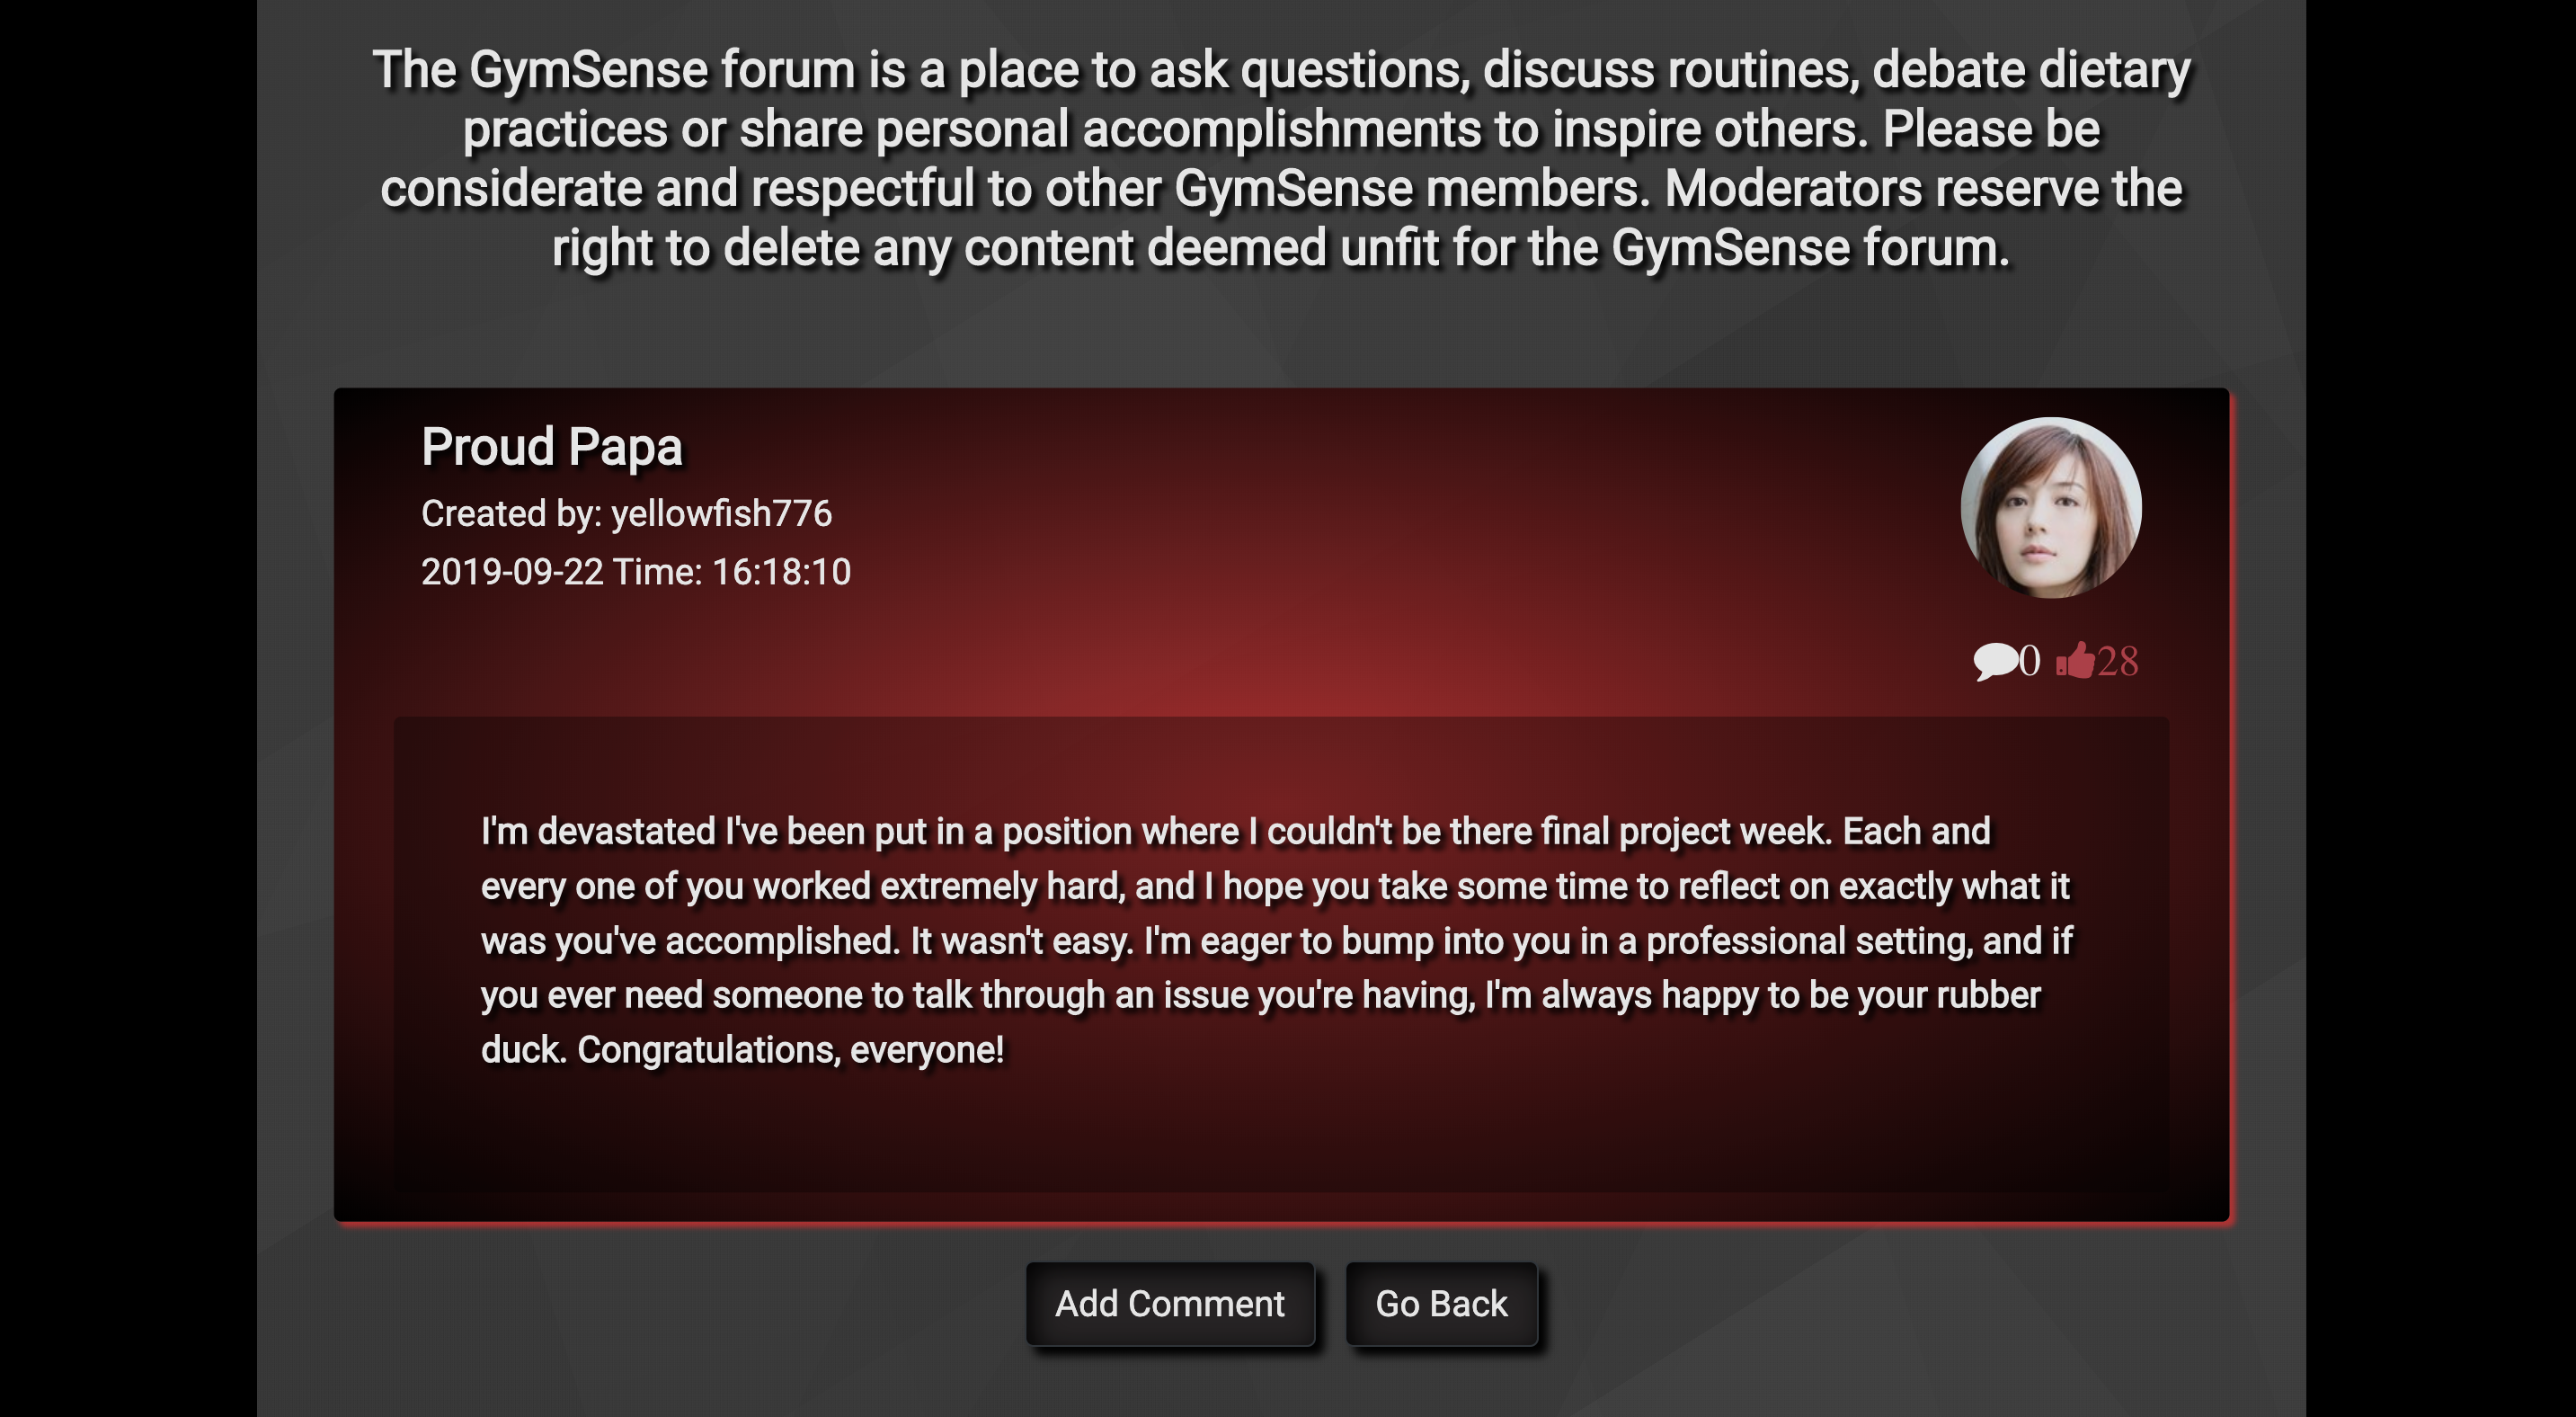 The GymSense forum is a place to ask questions, discuss routines, debate dietary
practices or share personal accomplishments to inspire others. Please be
considerate and respectful to other GymSense members. Moderators reserve the
right to delete any content deemed unfit for the GymSense forum.
Proud Papa
Created by: yellowfish776
2019-09-22 Time: 16:18:10
0 28
I'm devastated I've been put in a position where I couldn't be there final project week. Each and
every one of you worked extremely hard, and I hope you take some time to reflect on exactly what it
was you've accomplished. It wasn't easy. I'm eager to bump into you in a professional setting, and if
you ever need someone to talk through an issue you're having, I'm always happy to be your rubber
duck. Congratulations, everyone!
Add Comment Go Back